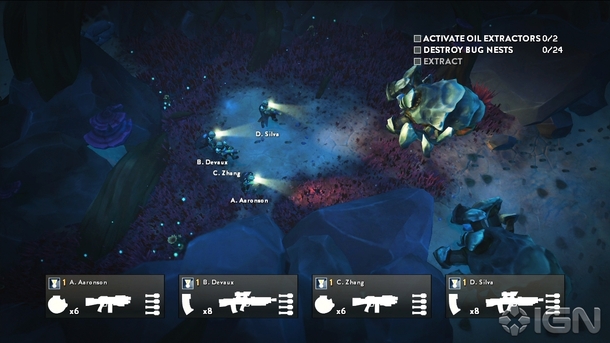 ACTIVATE OIL EXTRACTORS 0/2
DESTROY BUG NESTS 0/24
EXTRACT
D. Silva
B. Devaux
C. Zhang
A. Aaronson
1 A. Aaronson
x6
1 B. Devaux
x8
1 C. Zhang
x6
1 D. Silva
x8
IGN